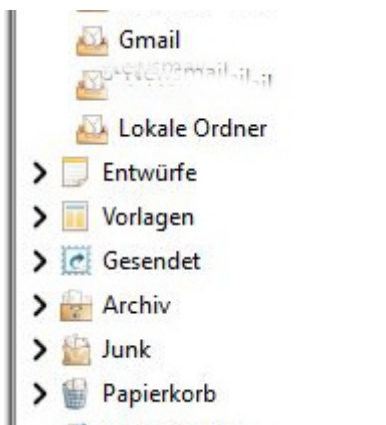 Gmail
Lokale Ordner
Entwürfe
Vorlagen
Gesendet
Archiv
Junk
Papierkorb